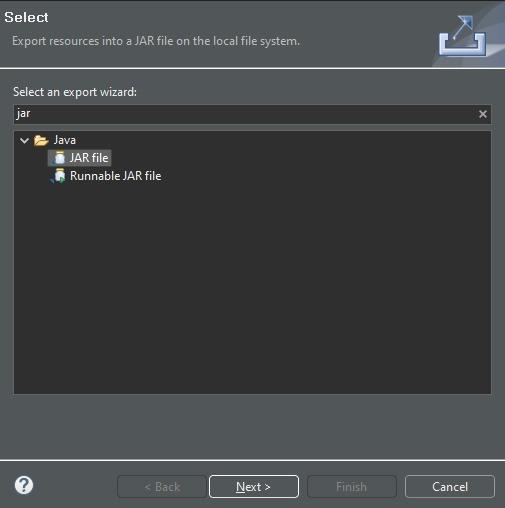 Select
Export resources into a JAR file on the local file system.
Select an export wizard:
jar
Java
JAR file
Runnable JAR file
?
< Back
Next >
Finish
Cancel